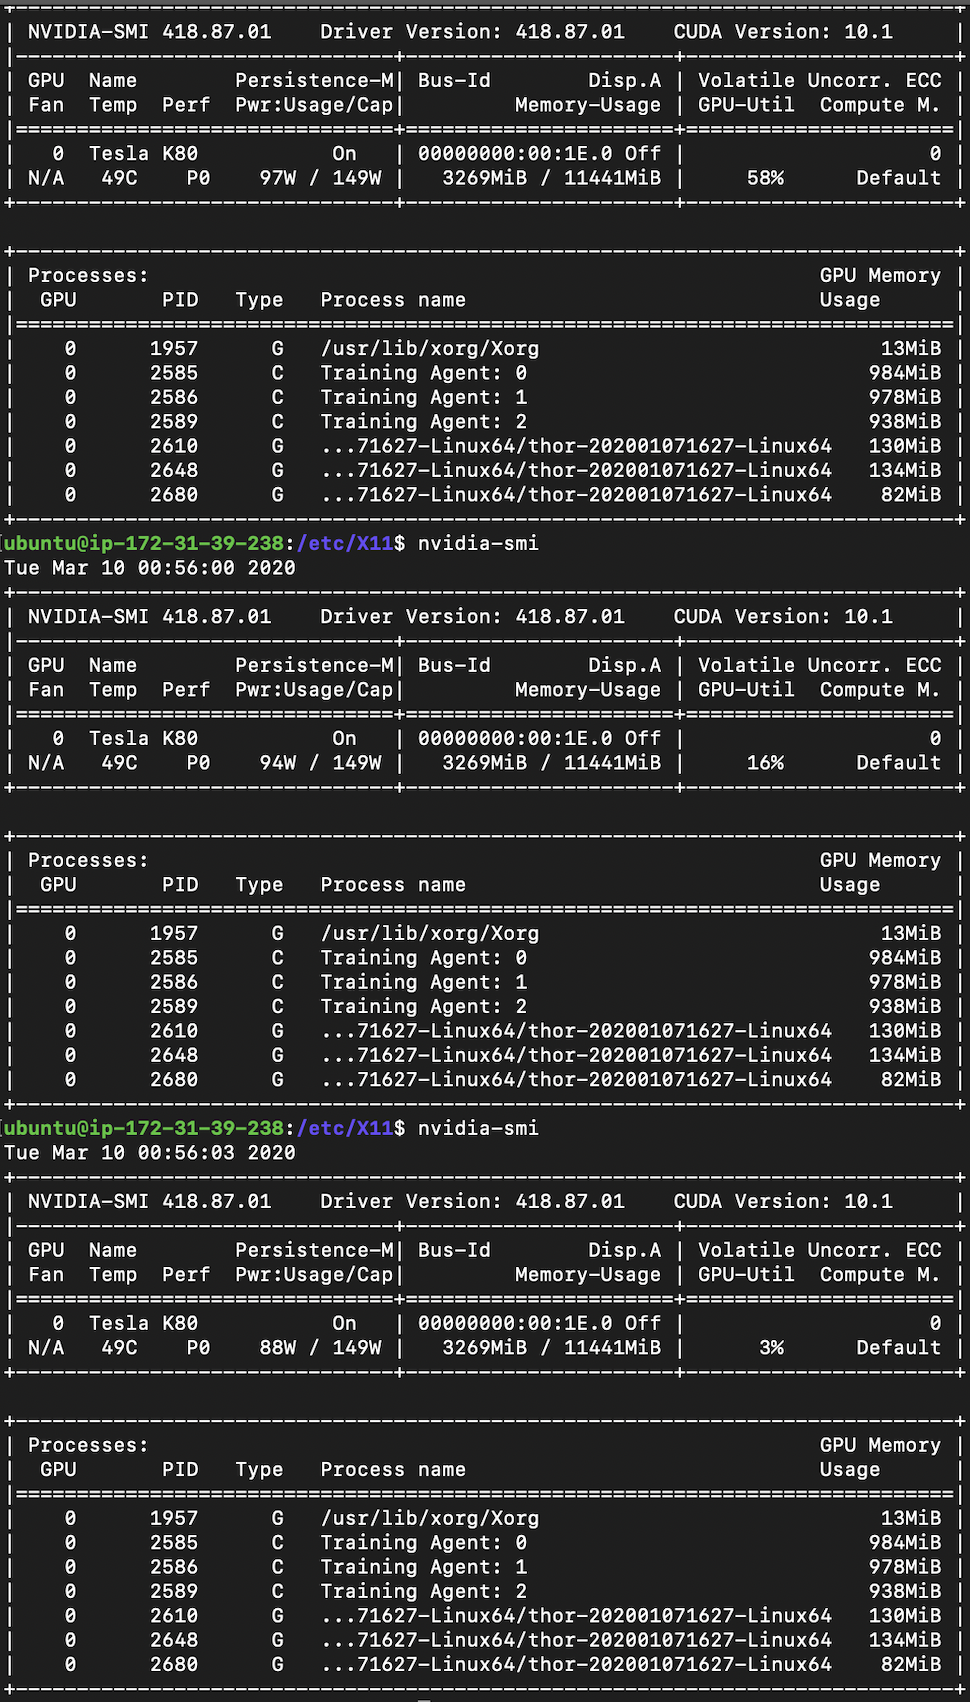 +-----------------------------------------------------------------------------+
| NVIDIA-SMI 418.87.01    Driver Version: 418.87.01    CUDA Version: 10.1     |
|-------------------------------+----------------------+----------------------+
| GPU  Name        Persistence-M| Bus-Id        Disp.A | Volatile Uncorr. ECC |
| Fan  Temp  Perf  Pwr:Usage/Cap|         Memory-Usage | GPU-Util  Compute M. |
|===============================+======================+======================|
|   0  Tesla K80           On   | 00000000:00:1E.0 Off |                    0 |
| N/A   49C    P0    97W / 149W |   3269MiB / 11441MiB |     58%      Default |
+-------------------------------+----------------------+----------------------+

+-----------------------------------------------------------------------------+
| Processes:                                                       GPU Memory |
|  GPU       PID   Type   Process name                             Usage      |
|=============================================================================|
|    0      1957      G   /usr/lib/xorg/Xorg                            13MiB |
|    0      2585      C   Training Agent: 0                            984MiB |
|    0      2586      C   Training Agent: 1                            978MiB |
|    0      2589      C   Training Agent: 2                            938MiB |
|    0      2610      G   ...71627-Linux64/thor-202001071627-Linux64   130MiB |
|    0      2648      G   ...71627-Linux64/thor-202001071627-Linux64   134MiB |
|    0      2680      G   ...71627-Linux64/thor-202001071627-Linux64    82MiB |
+-----------------------------------------------------------------------------+
[ubuntu@ip-172-31-39-238:/etc/X11$ nvidia-smi
Tue Mar 10 00:56:00 2020
+-----------------------------------------------------------------------------+
| NVIDIA-SMI 418.87.01    Driver Version: 418.87.01    CUDA Version: 10.1     |
|-------------------------------+----------------------+----------------------+
| GPU  Name        Persistence-M| Bus-Id        Disp.A | Volatile Uncorr. ECC |
| Fan  Temp  Perf  Pwr:Usage/Cap|         Memory-Usage | GPU-Util  Compute M. |
|===============================+======================+======================|
|   0  Tesla K80           On   | 00000000:00:1E.0 Off |                    0 |
| N/A   49C    P0    94W / 149W |   3269MiB / 11441MiB |     16%      Default |
+-------------------------------+----------------------+----------------------+

+-----------------------------------------------------------------------------+
| Processes:                                                       GPU Memory |
|  GPU       PID   Type   Process name                             Usage      |
|=============================================================================|
|    0      1957      G   /usr/lib/xorg/Xorg                            13MiB |
|    0      2585      C   Training Agent: 0                            984MiB |
|    0      2586      C   Training Agent: 1                            978MiB |
|    0      2589      C   Training Agent: 2                            938MiB |
|    0      2610      G   ...71627-Linux64/thor-202001071627-Linux64   130MiB |
|    0      2648      G   ...71627-Linux64/thor-202001071627-Linux64   134MiB |
|    0      2680      G   ...71627-Linux64/thor-202001071627-Linux64    82MiB |
+-----------------------------------------------------------------------------+
[ubuntu@ip-172-31-39-238:/etc/X11$ nvidia-smi
Tue Mar 10 00:56:03 2020
+-----------------------------------------------------------------------------+
| NVIDIA-SMI 418.87.01    Driver Version: 418.87.01    CUDA Version: 10.1     |
|-------------------------------+----------------------+----------------------+
| GPU  Name        Persistence-M| Bus-Id        Disp.A | Volatile Uncorr. ECC |
| Fan  Temp  Perf  Pwr:Usage/Cap|         Memory-Usage | GPU-Util  Compute M. |
|===============================+======================+======================|
|   0  Tesla K80           On   | 00000000:00:1E.0 Off |                    0 |
| N/A   49C    P0    88W / 149W |   3269MiB / 11441MiB |      3%      Default |
+-------------------------------+----------------------+----------------------+

+-----------------------------------------------------------------------------+
| Processes:                                                       GPU Memory |
|  GPU       PID   Type   Process name                             Usage      |
|=============================================================================|
|    0      1957      G   /usr/lib/xorg/Xorg                            13MiB |
|    0      2585      C   Training Agent: 0                            984MiB |
|    0      2586      C   Training Agent: 1                            978MiB |
|    0      2589      C   Training Agent: 2                            938MiB |
|    0      2610      G   ...71627-Linux64/thor-202001071627-Linux64   130MiB |
|    0      2648      G   ...71627-Linux64/thor-202001071627-Linux64   134MiB |
|    0      2680      G   ...71627-Linux64/thor-202001071627-Linux64    82MiB |
+-----------------------------------------------------------------------------+